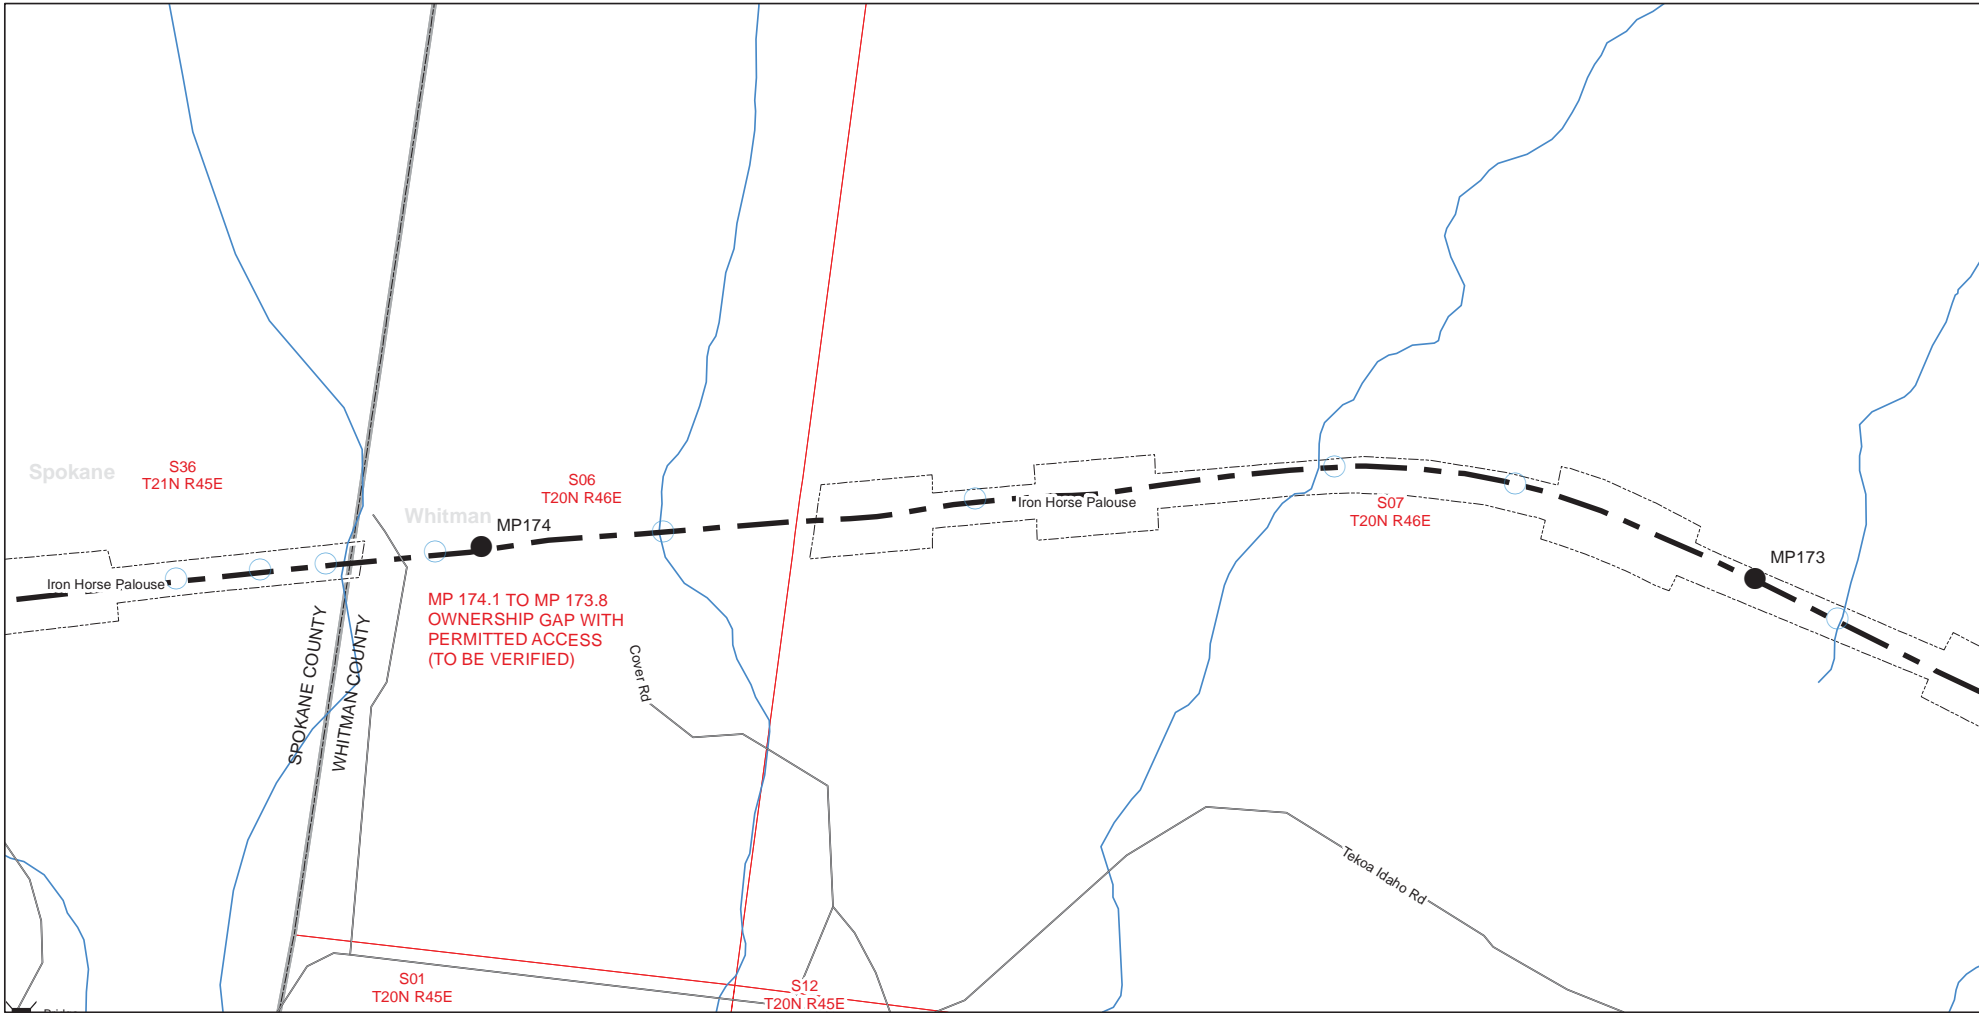 Spokane
S36
T21N R45E
S06
T20N R46E
Whitman
MP174
Iron Horse Palouse
S07
T20N R46E
MP173
Iron Horse Palouse
MP 174.1 TO MP 173.8
OWNERSHIP GAP WITH
PERMITTED ACCESS
(TO BE VERIFIED)
SPOKANE COUNTY
WHITMAN COUNTY
Cover Rd
Tekoa Idaho Rd
S01
T20N R45E
S12
T20N R45E